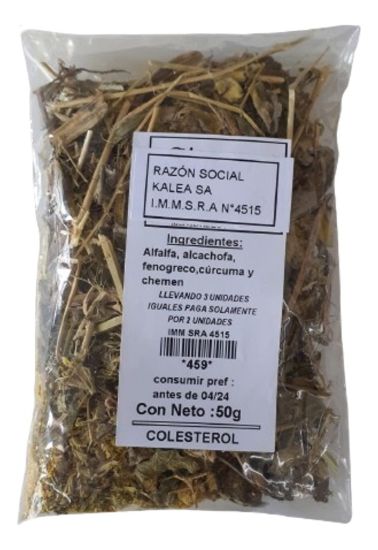 RAZÓN SOCIAL
KALEA SA
I.M.M.S.R.A N°4515
Ingredientes:
Alfalfa, alcachofa,
fenogreco,cúrcuma y
chemen
LLEVANDO 3 UNIDADES
IGUALES PAGA SOLAMENTE
POR 2 UNIDADES
IMM SRA 4515
*459*
consumir pref :
antes de 04/24
Con Neto :50g
COLESTEROL